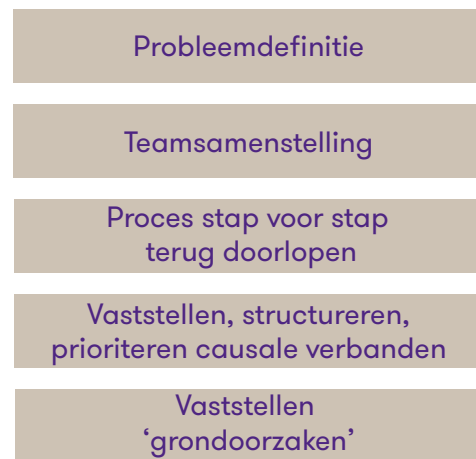 Probleemdefinitie
Teamsamenstelling
Proces stap voor stap
terug doorlopen
Vaststellen, structureren,
prioriteren causale verbanden
Vaststellen
‘grondoorzaken’